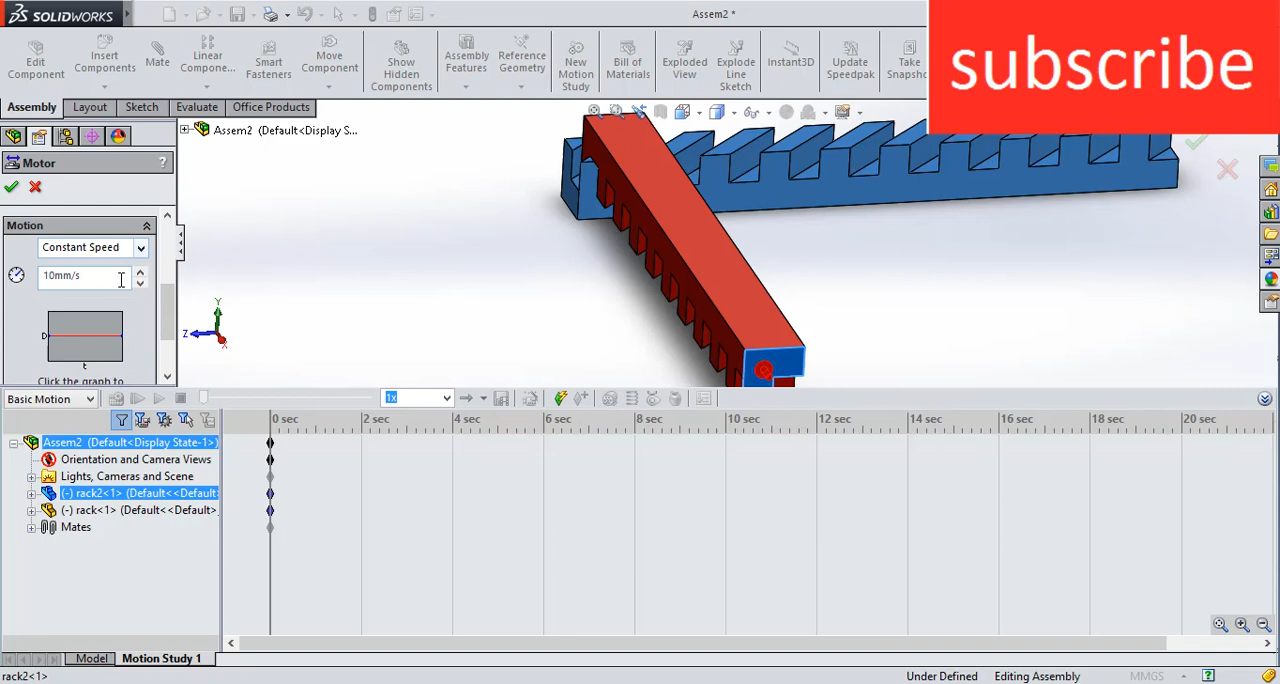 SOLIDWORKS
Assem2 *
subscribe
Edit Component
Insert Components
Mate
Linear Compone...
Smart Fasteners
Move Component
Show Hidden Components
Assembly Features
Reference Geometry
New Motion Study
Bill of Materials
Exploded View
Explode Line Sketch
Instant3D
Update Speedpak
Take Snapsho
Assembly
Layout
Sketch
Evaluate
Office Products
Assem2 (Default<Display S...
Motor
?
Motion
Constant Speed
10mm/s
D
t
Click the graph to
Y
Z
X
Basic Motion
1x
0 sec
2 sec
4 sec
6 sec
8 sec
10 sec
12 sec
14 sec
16 sec
18 sec
20 sec
Assem2 (Default<Display State-1>)
Orientation and Camera Views
Lights, Cameras and Scene
(-) rack2<1> (Default<<Default>
(-) rack<1> (Default<<Default>_
Mates
Model
Motion Study 1
rack2<1>
Under Defined
Editing Assembly
MMGS
?